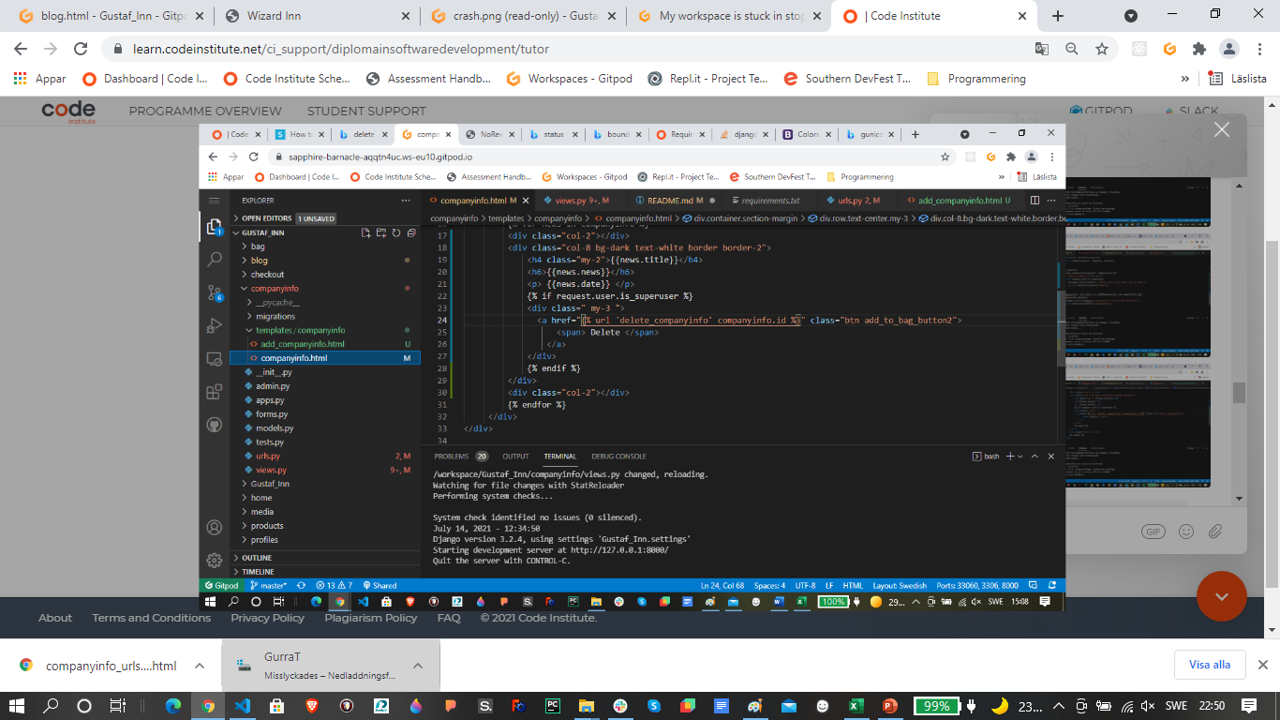 blog.html - Gustaf_Inn - Gitpo
Wizard Inn
crash.png (read-only) - Gusta
My workspace is stuck in stop
| Code Institute
learn.codeinstitute.net/ci_support/diplomainsoftwaredevelopment/tutor
Appar
Dashboard | Code I...
Code Institute Sche...
Assessment Handb...
Workspaces - Gitpod
Repl.it - Project Te...
Southern DevFest T...
Programmering
»
Läslista
code institute
PROGRAMME OVERVIEW
STUDENT SUPPORT
GITPOD
SLACK
| Code
How t
delete
compa
NoRev
status
bound
Requir
django
Colors
gunic
sapphire-barnacle-aqqtn4uc.ws-eu10.gitpod.io
Appar
Dashboard | Code I...
Code Institute Sche...
Assessment Handb...
Workspaces - Gitpod
Repl.it - Project Te...
Southern DevFest T...
Programmering
»
Läslista
EXPLORER
companyinfo.html M
views.py 9+, M
README.md M
requirements.txt
urls.py 2, M
add_companyinfo.html U
OPEN EDITORS 1 UNSAVED
companyinfo > templates > companyinfo > companyinfo.html > div.container.section-margin > div.row.text-center.my-3 > div.col-8.bg-dark.text-white.border.bo
GUSTAF_INN
bag
blog
checkout
companyinfo
__pycache__
migrations
templates / companyinfo
add_companyinfo.html U
companyinfo.html M
__init__.py
admin.py
apps.py
forms.py
models.py
tests.py
urls.py 2, M
views.py 9+, M
Gustaf_Inn
home
media
products
profiles
OUTLINE
TIMELINE
{% for news in companyinfo %}
<div class="col-2"></div>
18 <div class="col-8 bg-dark text-white border border-2">
19 <h4 class="my-2">{{news.title}}</h4>
20 <h6>{{news.news}}</h6>
21 <p> {{news.date}} </p>
22 {% if request.user.is_superuser %}
23 <div class=" my-3 ">
24 <a href="{% url 'delete_companyinfo' companyinfo.id %}" class="btn add_to_bag_button2">
25 <span> Delete </span>
26 </a>
27 </div>
28 {% endif %}
29 </div>
30 <div class="col-2"></div>
31 {% endfor %}
32 </div>
33 </div>
34
PROBLEMS 20
OUTPUT
TERMINAL
DEBUG CONSOLE
bash
/workspace/Gustaf_Inn/companyinfo/views.py changed, reloading.
Watching for file changes with StatReloader
Performing system checks...
System check identified no issues (0 silenced).
July 14, 2021 - 12:34:50
Django version 3.2.4, using settings 'Gustaf_Inn.settings'
Starting development server at http://127.0.0.1:8000/
Quit the server with CONTROL-C.
Gitpod
master*
13
7
Shared
Ln 24, Col 68
Spaces: 4
UTF-8
LF
HTML
Layout: Swedish
Ports: 33060, 3306, 8000
100%
29...
SWE
15:08
GIF
About
Terms and Conditions
Privacy Policy
Plagiarism Policy
FAQ
© 2021 Code Institute.
companyinfo_urls....html
GurraT
Misslyckades – Nedladdningsf...
Visa alla
99%
23...
SWE
22:50